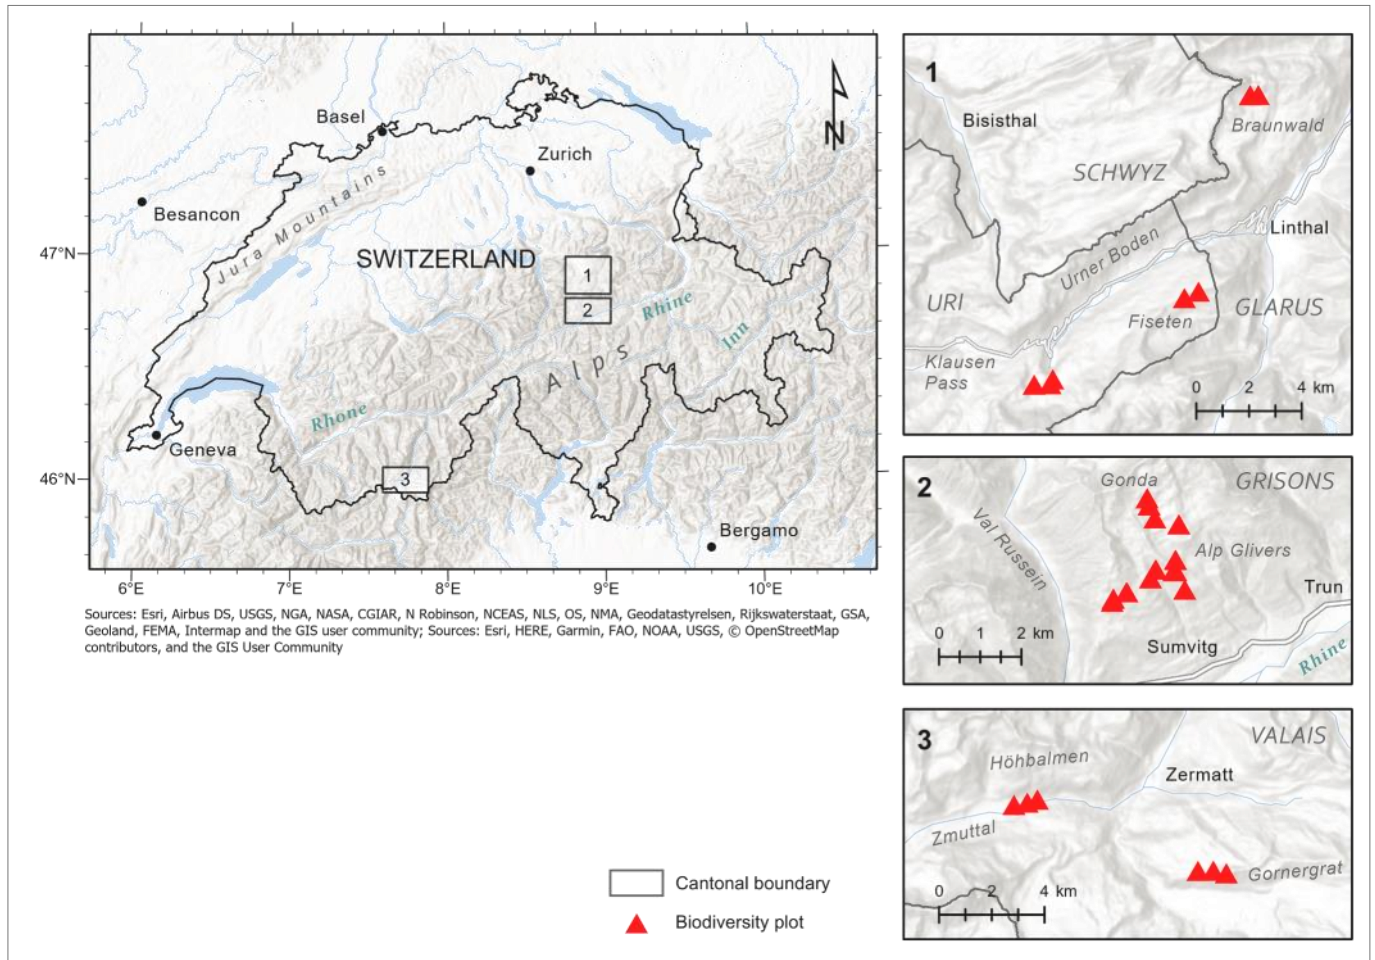 Basel
Zurich
Besancon
Jura Mountains
47°N
SWITZERLAND
1
2
Rhine
Inn
Alps
Rhone
Geneva
46°N
3
Bergamo
6°E
7°E
8°E
9°E
10°E
N
Sources: Esri, Airbus DS, USGS, NGA, NASA, CGIAR, N Robinson, NCEAS, NLS, OS, NMA, Geodatastyrelsen, Rijkswaterstaat, GSA,
Geoland, FEMA, Intermap and the GIS user community; Sources: Esri, HERE, Garmin, FAO, NOAA, USGS, © OpenStreetMap
contributors, and the GIS User Community
1
Bisisthal
Braunwald
SCHWYZ
Linthal
Urner Boden
URI
GLARUS
Fiseten
Klausen
Pass
0 2 4 km
2
Gonda
GRISONS
Val Russein
Alp Glivers
Trun
0 1 2 km
Sumvitg
Rhine
3
VALAIS
Höhbalmen
Zermatt
Zmuttal
Gornergrat
0 2 4 km
Cantonal boundary
Biodiversity plot